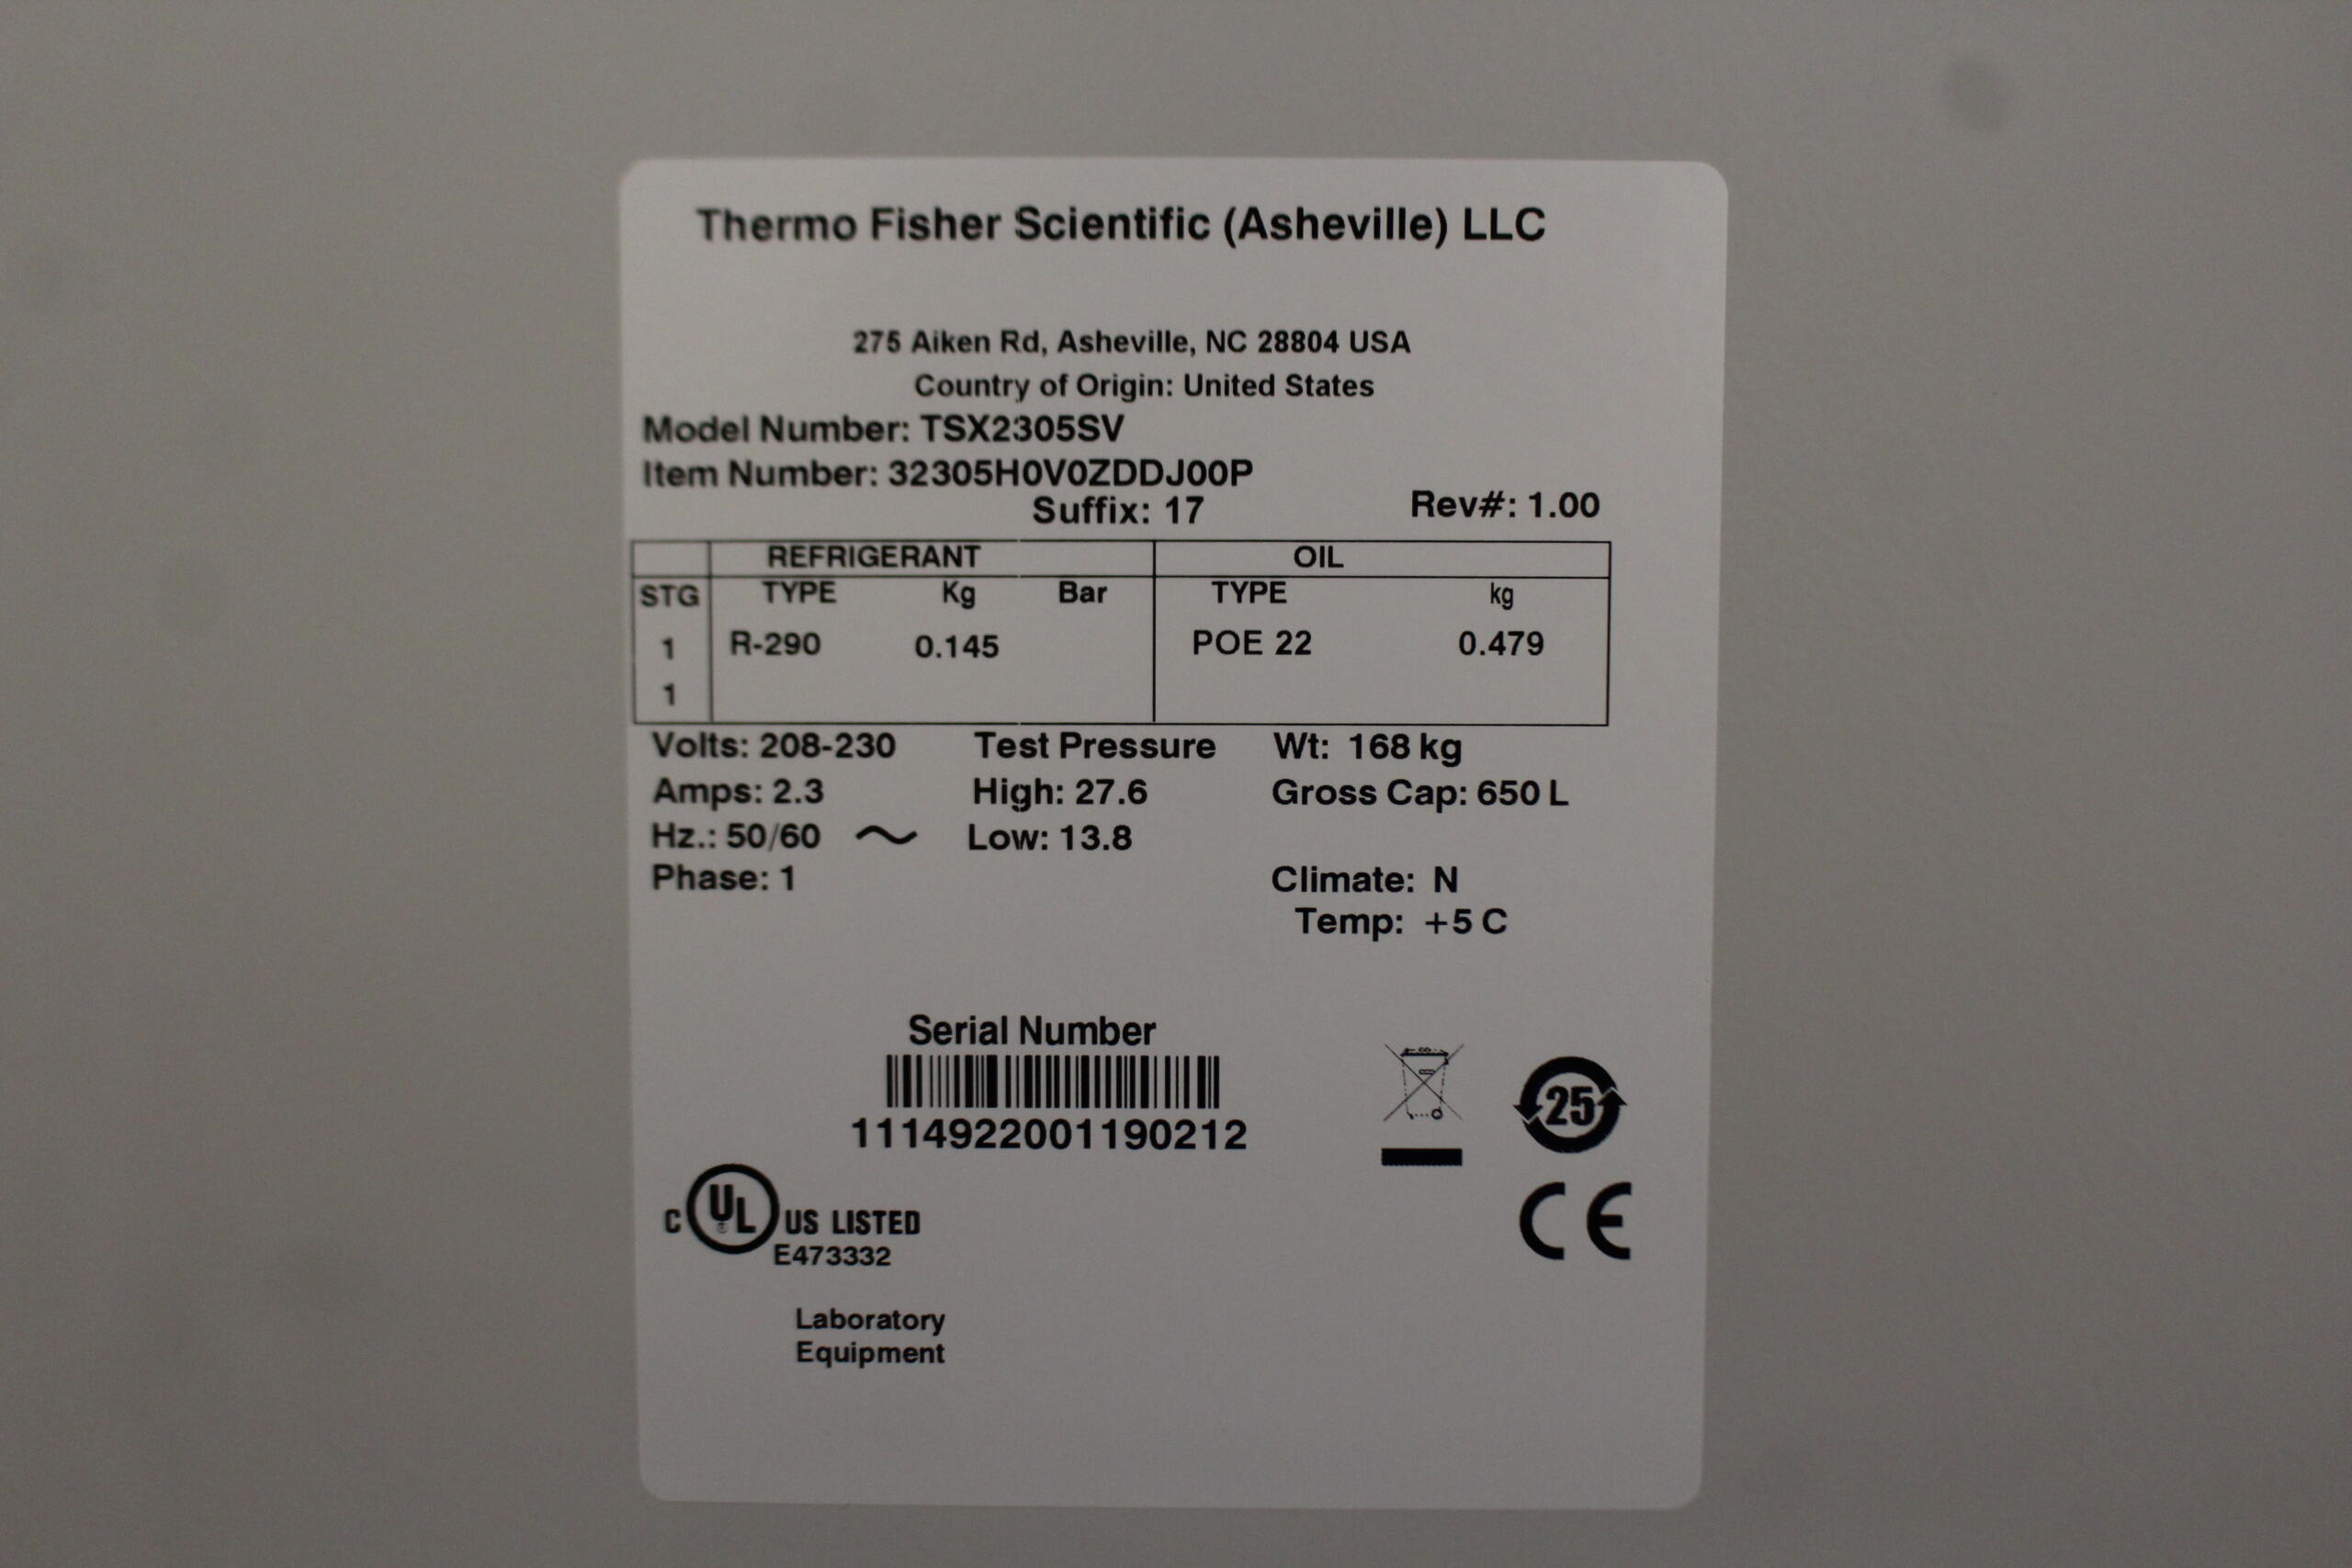 Thermo Fisher Scientific (Asheville) LLC
275 Aiken Rd, Asheville, NC 28804 USA
Country of Origin: United States
Model Number: TSX2305SV
Item Number: 32305H0V0ZDDJ00P
Suffix: 17 Rev#: 1.00
REFRIGERANT OIL
STG TYPE Kg Bar TYPE kg
1 R-290 0.145 POE 22 0.479
1
Volts: 208-230 Test Pressure Wt: 168 kg
Amps: 2.3 High: 27.6 Gross Cap: 650 L
Hz.: 50/60 ~ Low: 13.8
Phase: 1 Climate: N
Temp: +5 C
Serial Number
25
1114922001190212
C UL US LISTED
CE
E473332
Laboratory
Equipment